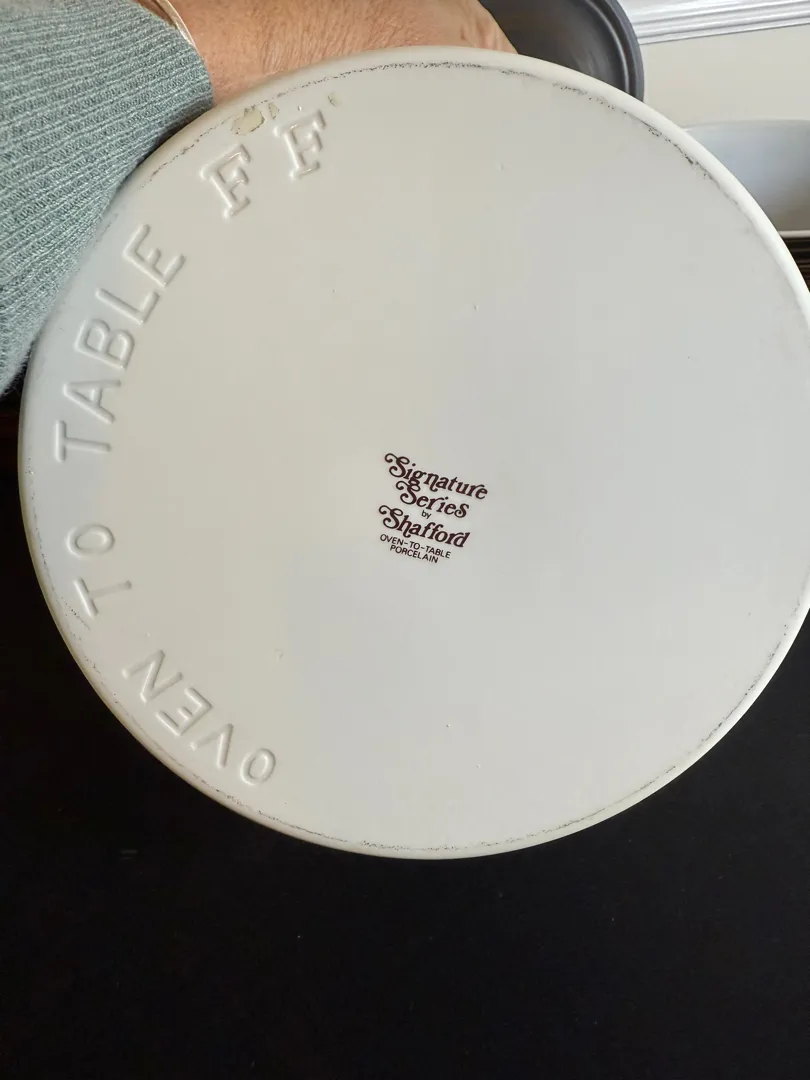 OVEN TO TABLE FF
Signature
Series
by
Shafford
OVEN-TO-TABLE
PORCELAIN